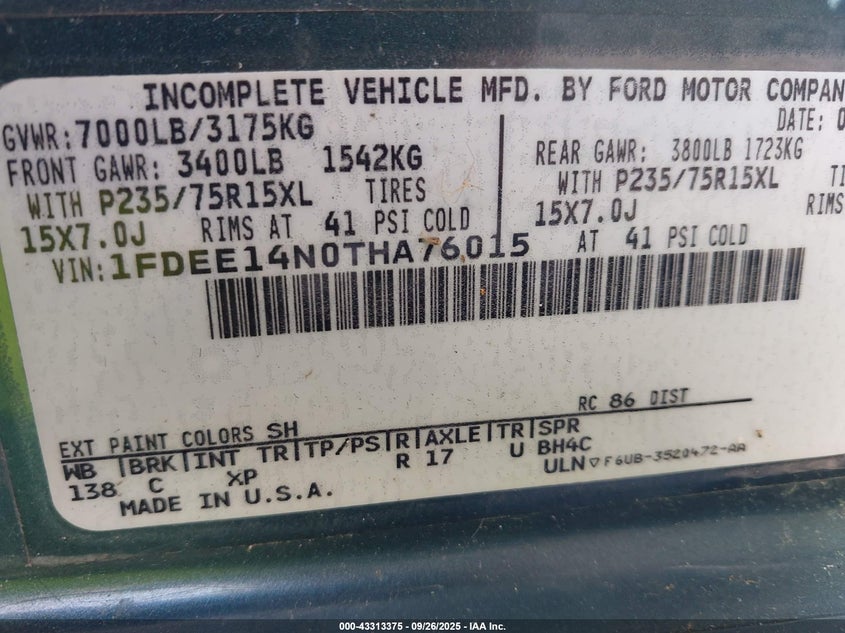 INCOMPLETE VEHICLE MFD. BY FORD MOTOR COMPAN
DATE: 0
GVWR: 7000LB/3175KG
FRONT GAWR: 3400LB 1542KG REAR GAWR: 3800LB 1723KG
WITH P235/75R15XL TIRES WITH P235/75R15XL TI
15X7.0J RIMS AT 41 PSI COLD 15X7.0J RIMS
AT 41 PSI COLD
VIN: 1FDEE14N0THA76015
RC 86 DIST
EXT PAINT COLORS SH
WB BRK INT TR TP/PS R AXLE TR SPR
138 C XP R 17 U BH4C
ULN ▽ F6UB-3520472-AA
MADE IN U.S.A.
000-43313375 - 09/26/2025 - IAA Inc.